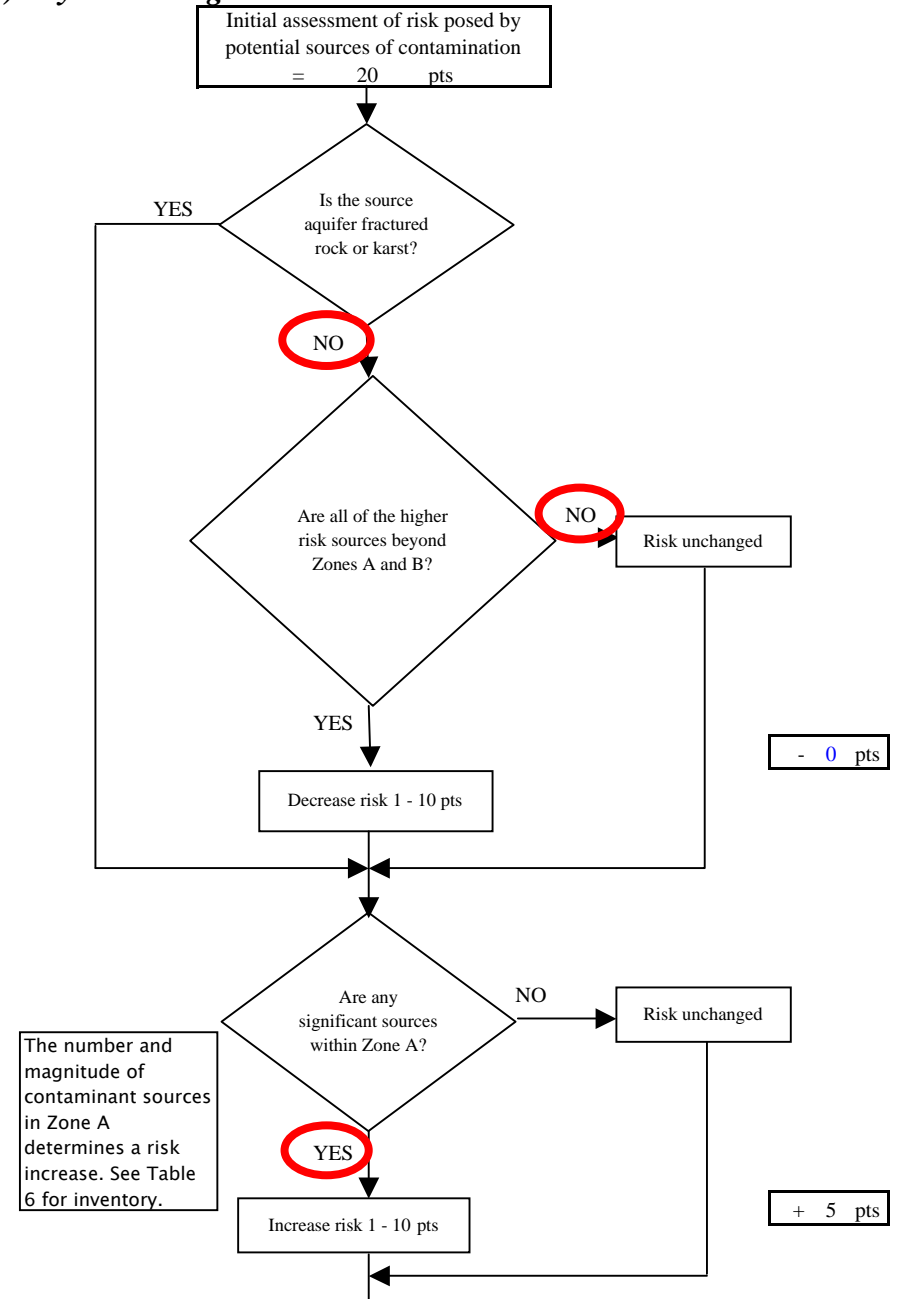 Initial assessment of risk posed by
potential sources of contamination
= 20 pts
YES
Is the source
aquifer fractured
rock or karst?
NO
Are all of the higher
risk sources beyond
Zones A and B?
NO
Risk unchanged
YES
- 0 pts
Decrease risk 1 - 10 pts
Are any
significant sources
within Zone A?
NO
Risk unchanged
The number and
magnitude of
contaminant sources
in Zone A
determines a risk
increase. See Table
6 for inventory.
YES
+ 5 pts
Increase risk 1 - 10 pts